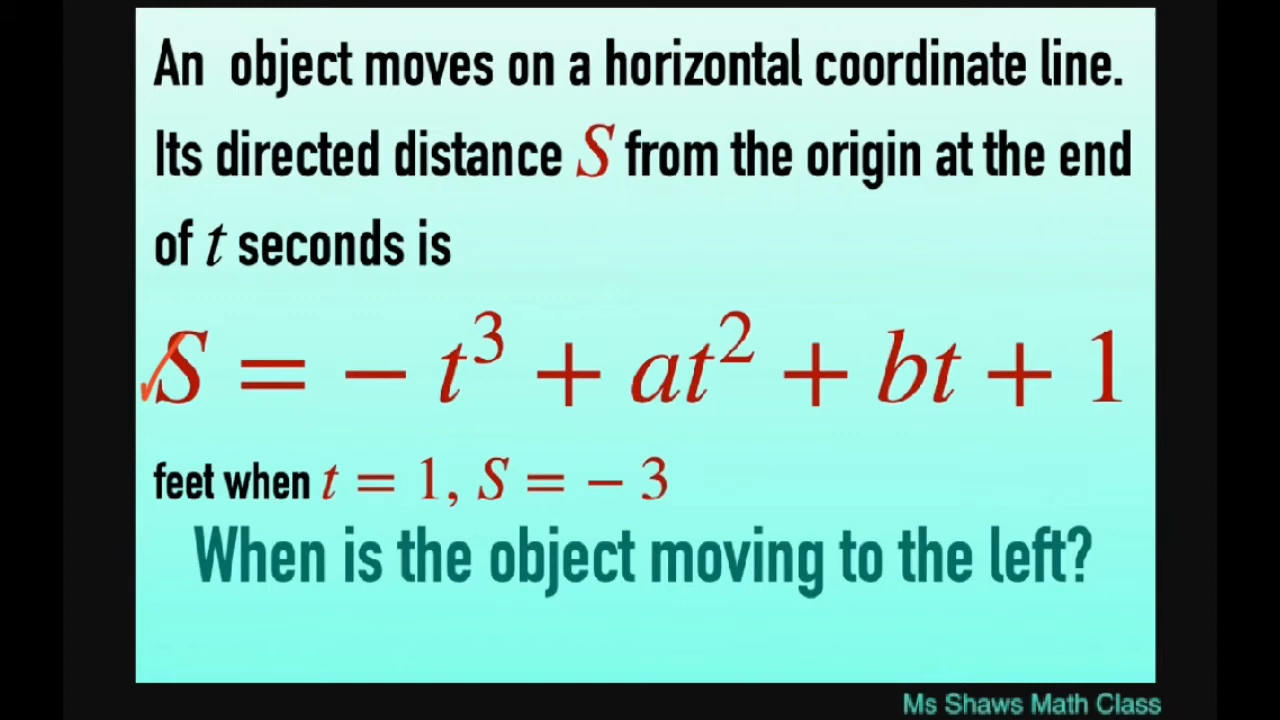 An object moves on a horizontal coordinate line.
Its directed distance S from the origin at the end
of t seconds is
S = − t³ + at² + bt + 1
feet when t = 1, S = − 3
When is the object moving to the left?
Ms Shaws Math Class